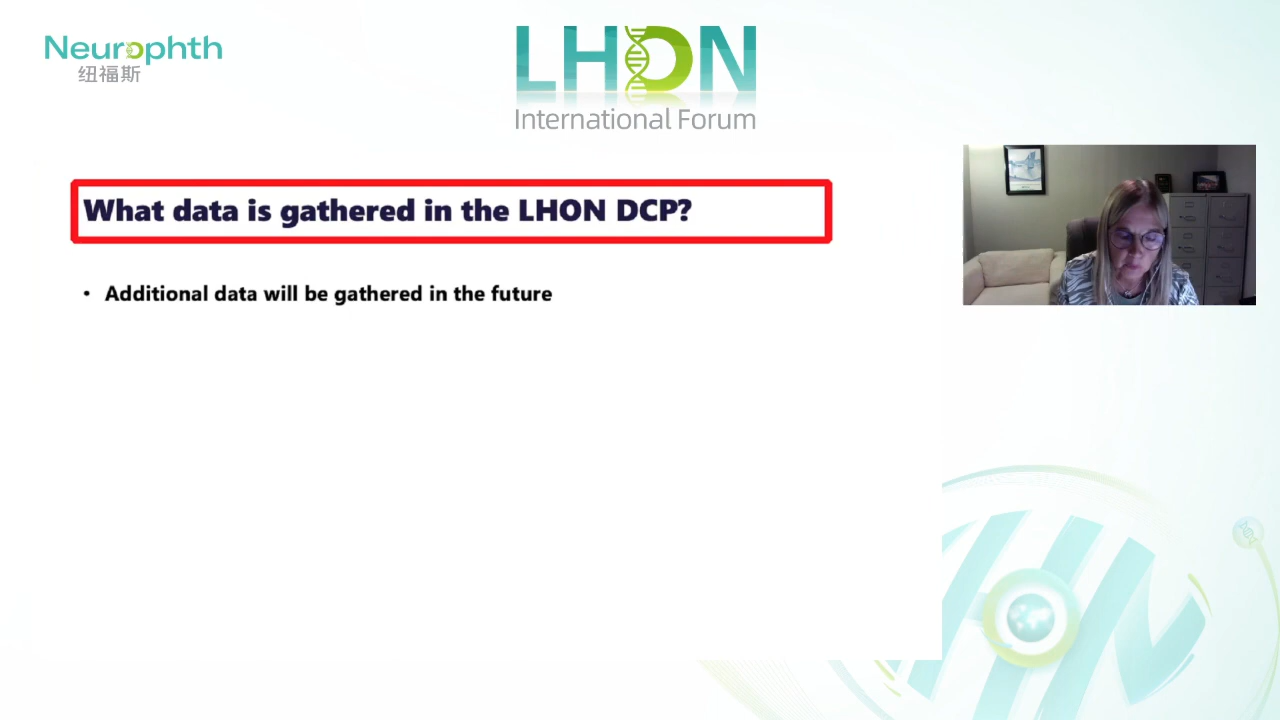 Neurophth
纽福斯
LHON
International Forum
What data is gathered in the LHON DCP?
• Additional data will be gathered in the future